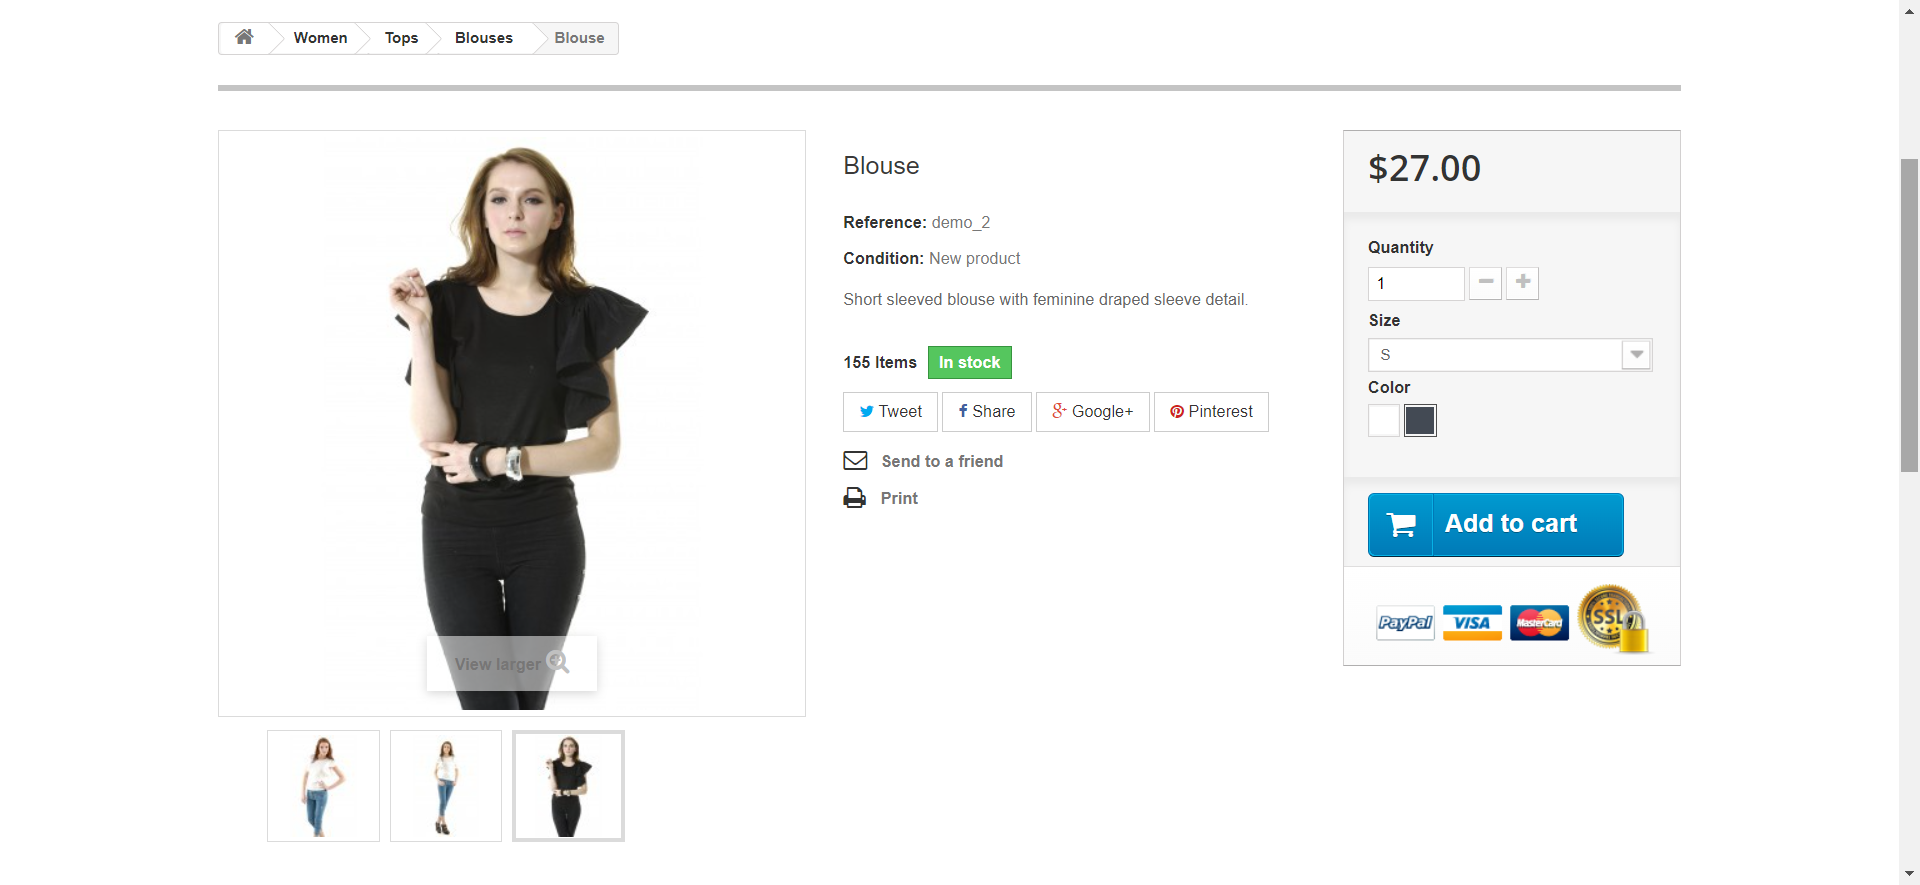 Women
Tops
Blouses
Blouse
Blouse
Reference: demo_2
Condition: New product
Short sleeved blouse with feminine draped sleeve detail.
155 Items In stock
Tweet
Share
Google+
Pinterest
Send to a friend
Print
View larger
$27.00
Quantity
1
Size
S
Color
Add to cart
PayPal VISA MasterCard SSL